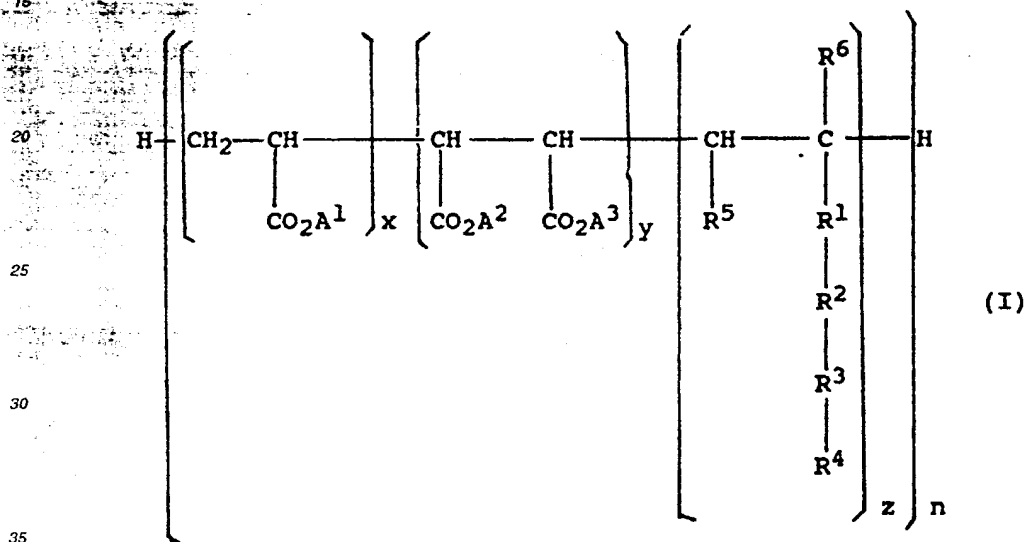 15
R⁶
20 H CH₂ CH CH CH CH C H
CO₂A¹ x CO₂A² CO₂A³ y R⁵ R¹
25
R² (I)
30 R³
R⁴
z n
35